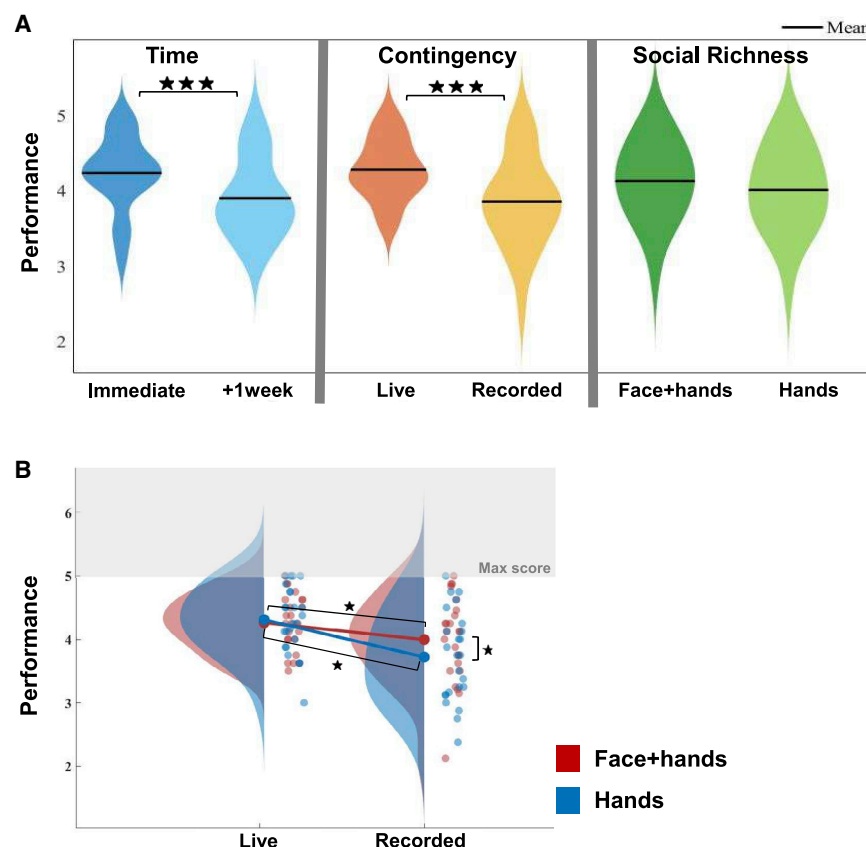 A
Mean
Time
Contingency
Social Richness
★★★
★★★
Performance
5
4
3
2
Immediate
+1week
Live
Recorded
Face+hands
Hands
B
Performance
6
5
4
3
2
Max score
★
★
★
Live
Recorded
Face+hands
Hands